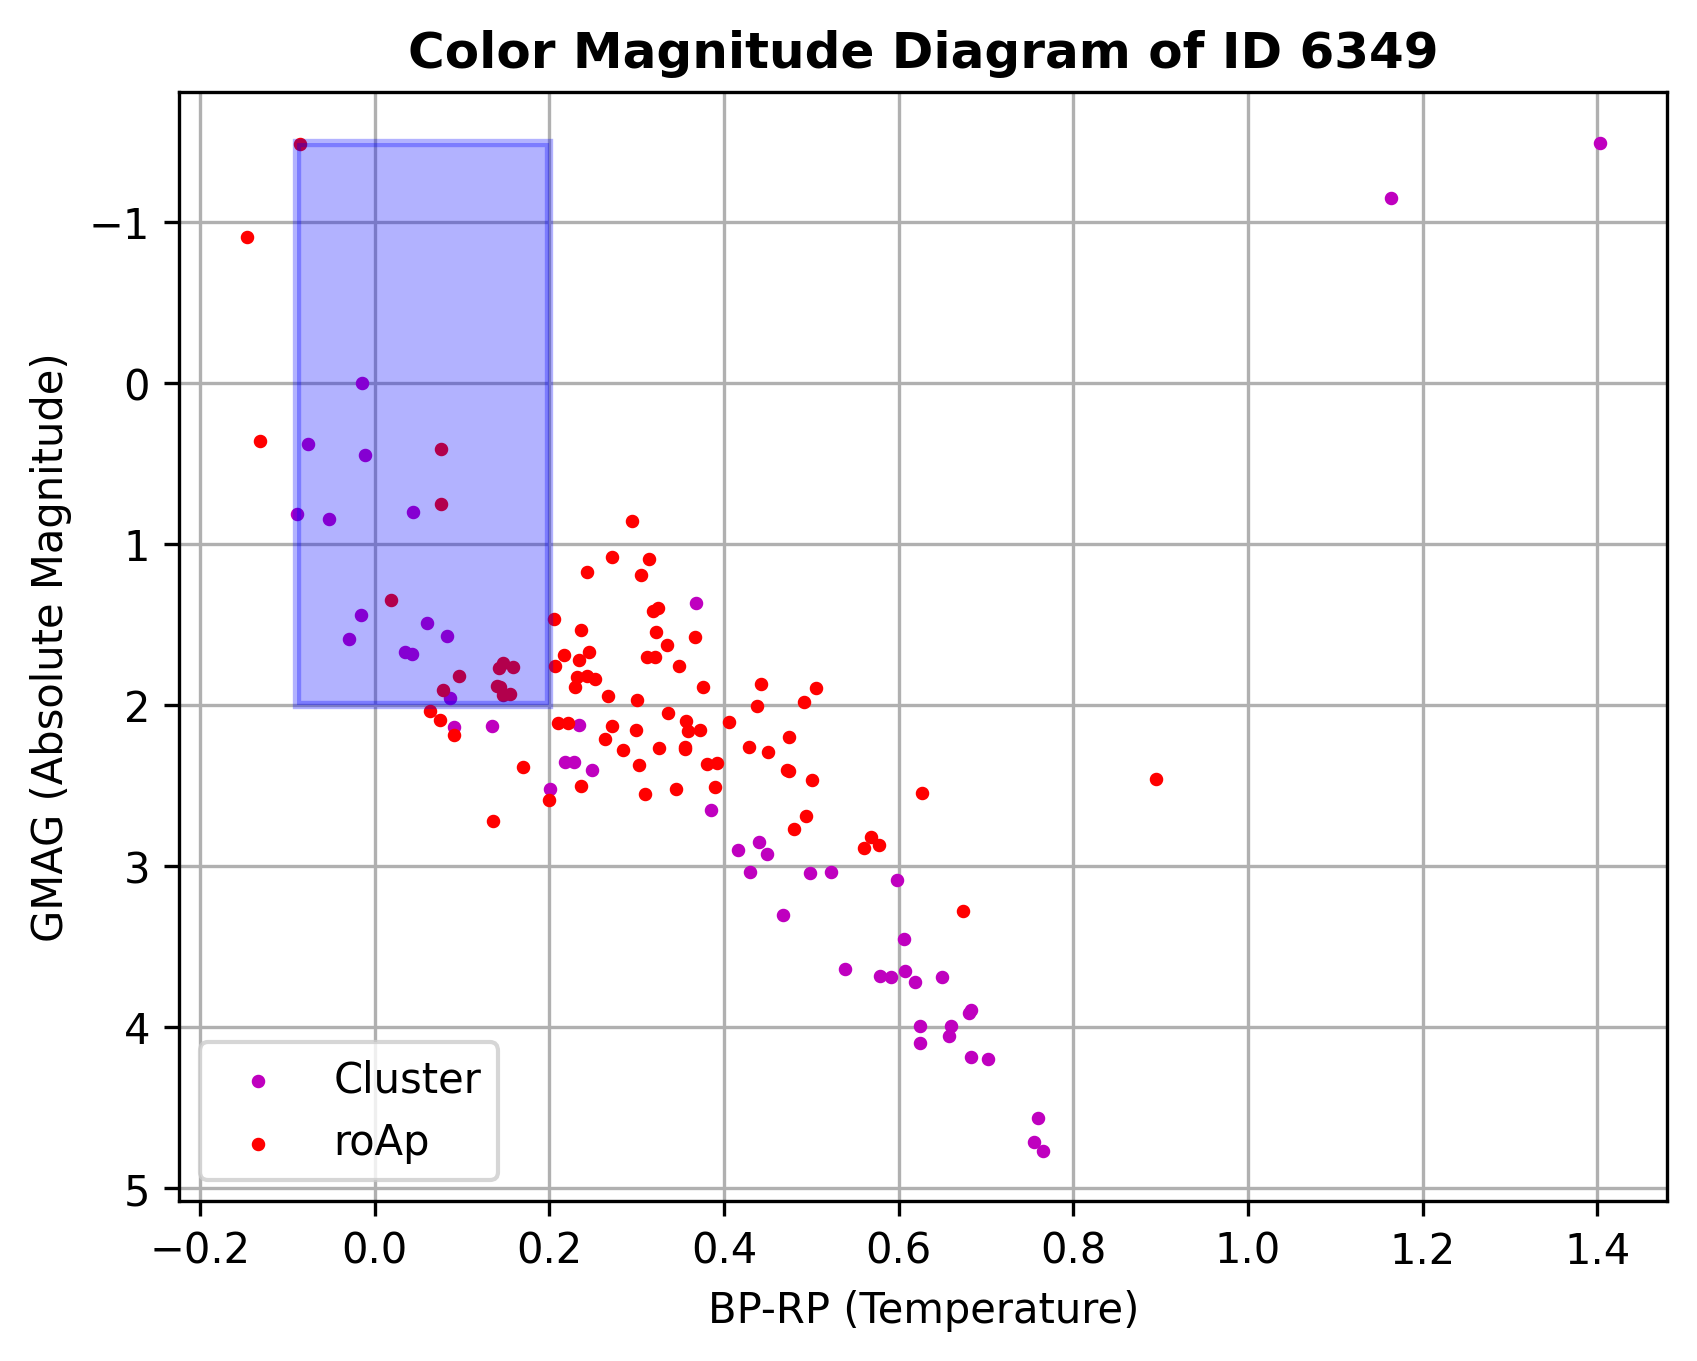 Color Magnitude Diagram of ID 6349
GMAG (Absolute Magnitude)
−1
0
1
2
3
4
5
Cluster
roAp
−0.2 0.0 0.2 0.4 0.6 0.8 1.0 1.2 1.4
BP-RP (Temperature)